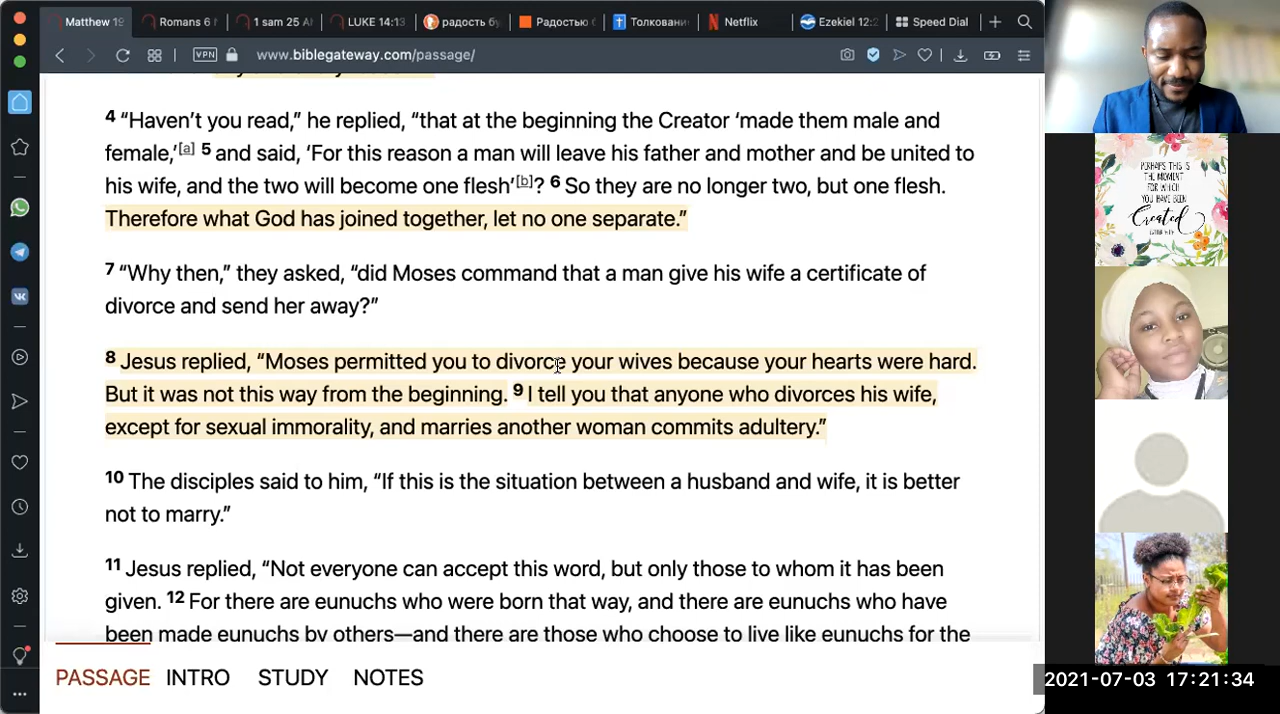 Matthew 19
Romans 6
1 sam 25
LUKE 14:13
радость бу
Радостью
Толковани
Netflix
Ezekiel 12:2
Speed Dial
VPN
www.biblegateway.com/passage/
4 “Haven’t you read,” he replied, “that at the beginning the Creator ‘made them male and
female,’[a] 5 and said, ‘For this reason a man will leave his father and mother and be united to
his wife, and the two will become one flesh’[b]? 6 So they are no longer two, but one flesh.
Therefore what God has joined together, let no one separate.”
7 “Why then,” they asked, “did Moses command that a man give his wife a certificate of
divorce and send her away?”
8 Jesus replied, “Moses permitted you to divorce your wives because your hearts were hard.
But it was not this way from the beginning. 9 I tell you that anyone who divorces his wife,
except for sexual immorality, and marries another woman commits adultery.”
10 The disciples said to him, “If this is the situation between a husband and wife, it is better
not to marry.”
11 Jesus replied, “Not everyone can accept this word, but only those to whom it has been
given. 12 For there are eunuchs who were born that way, and there are eunuchs who have
been made eunuchs by others—and there are those who choose to live like eunuchs for the
PASSAGE INTRO STUDY NOTES
PERHAPS THIS IS
THE MOMENT
FOR WHICH
YOU HAVE BEEN
Created
2021-07-03 17:21:34